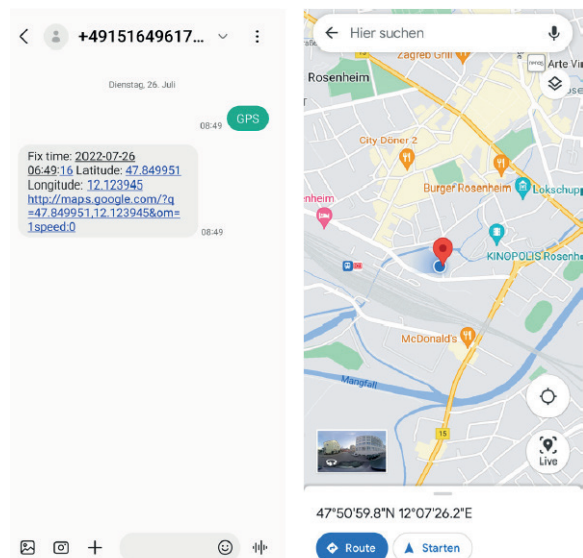 +49151649617...
Dienstag, 26. Juli
GPS
08:49
Fix time: 2022-07-26
06:49:16 Latitude: 47.849951
Longitude: 12.123945
http://maps.google.com/?q
=47.849951,12.123945&om=
1speed:0
08:49
Hier suchen
Zagreb Grill
Arte Vi
Rosenheim
City Döner 2
Burger Rosenheim
Lokschup
nheim
KINOPOLIS Rosenh
McDonald's
Mangfall
15
Live
47°50'59.8"N 12°07'26.2"E
Route
Starten